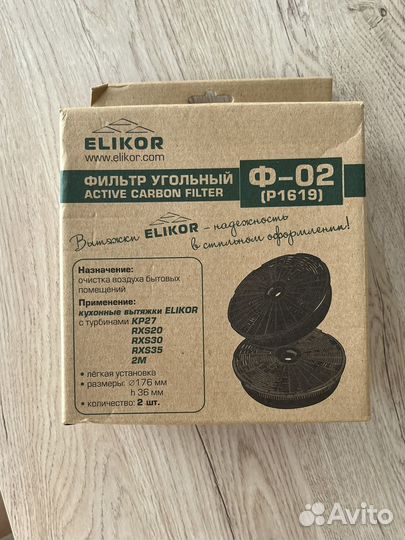 ELIKOR
www.elikor.com
ФИЛЬТР УГОЛЬНЫЙ
ACTIVE CARBON FILTER
Ф-02
(P1619)
Вытяжки ELIKOR - надежность
в стильном оформлении!
Назначение:
очистка воздуха бытовых
помещений
Применение:
кухонные вытяжки ELIKOR
с турбинами КР27
RXS20
RXS30
RXS35
2М
• лёгкая установка
• размеры: ∅176 мм
h 36 мм
• количество: 2 шт.
Avito